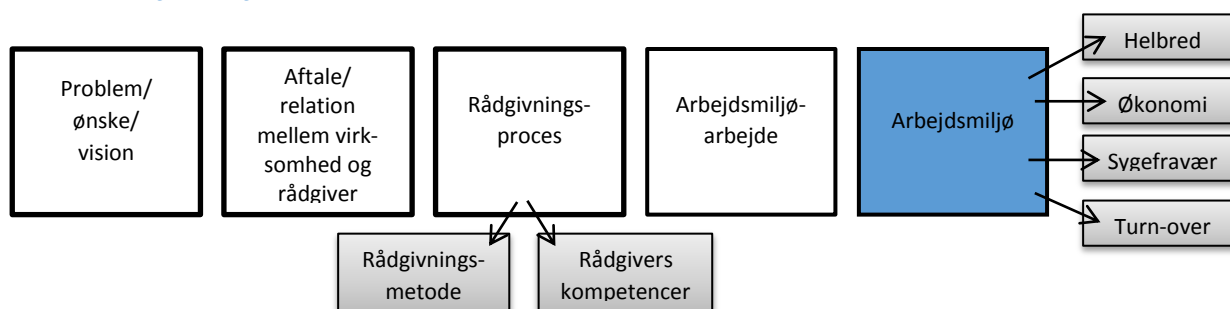 Problem/
ønske/
vision
Aftale/
relation
mellem virk-
somhed og
rådgiver
Rådgivnings-
proces
Arbejdsmiljø-
arbejde
Arbejdsmiljø
Helbred
Økonomi
Sygefravær
Turn-over
Rådgivnings-
metode
Rådgivers
kompetencer